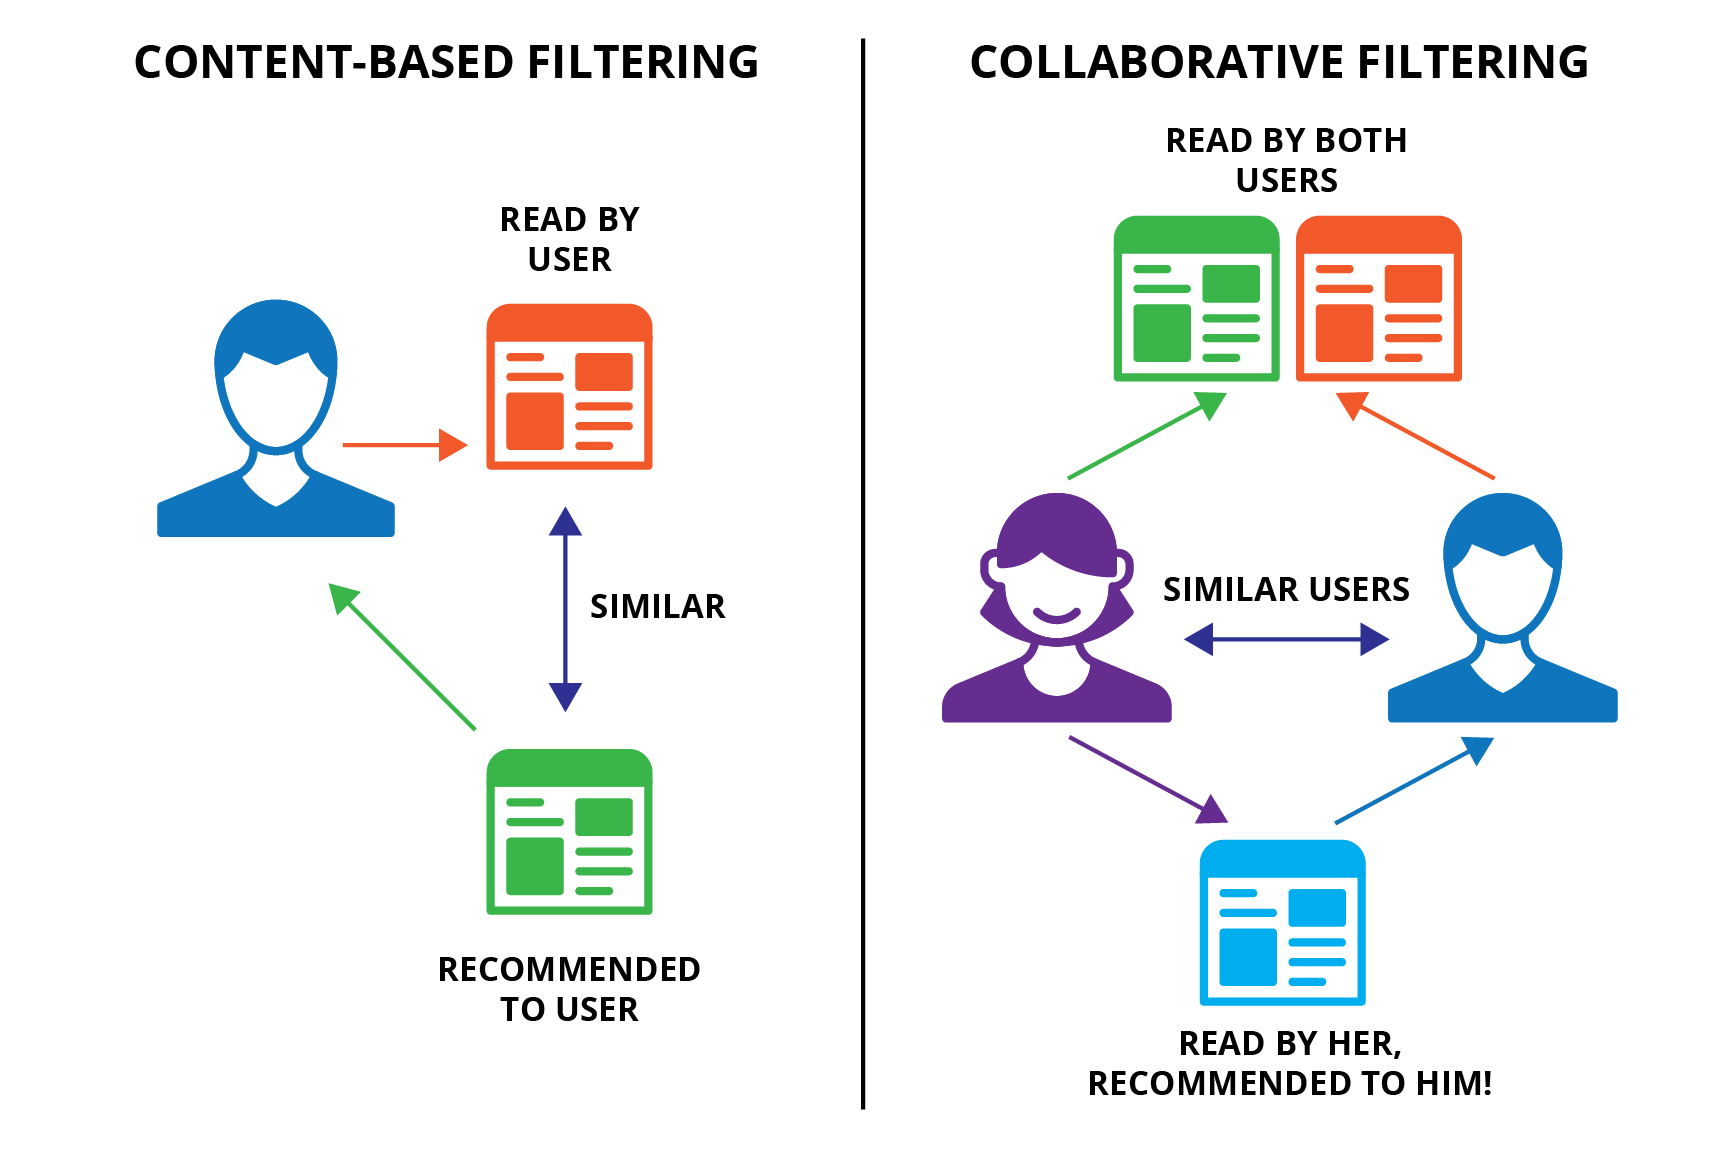 CONTENT-BASED FILTERING
READ BY
USER
SIMILAR
RECOMMENDED
TO USER
COLLABORATIVE FILTERING
READ BY BOTH
USERS
SIMILAR USERS
READ BY HER,
RECOMMENDED TO HIM!